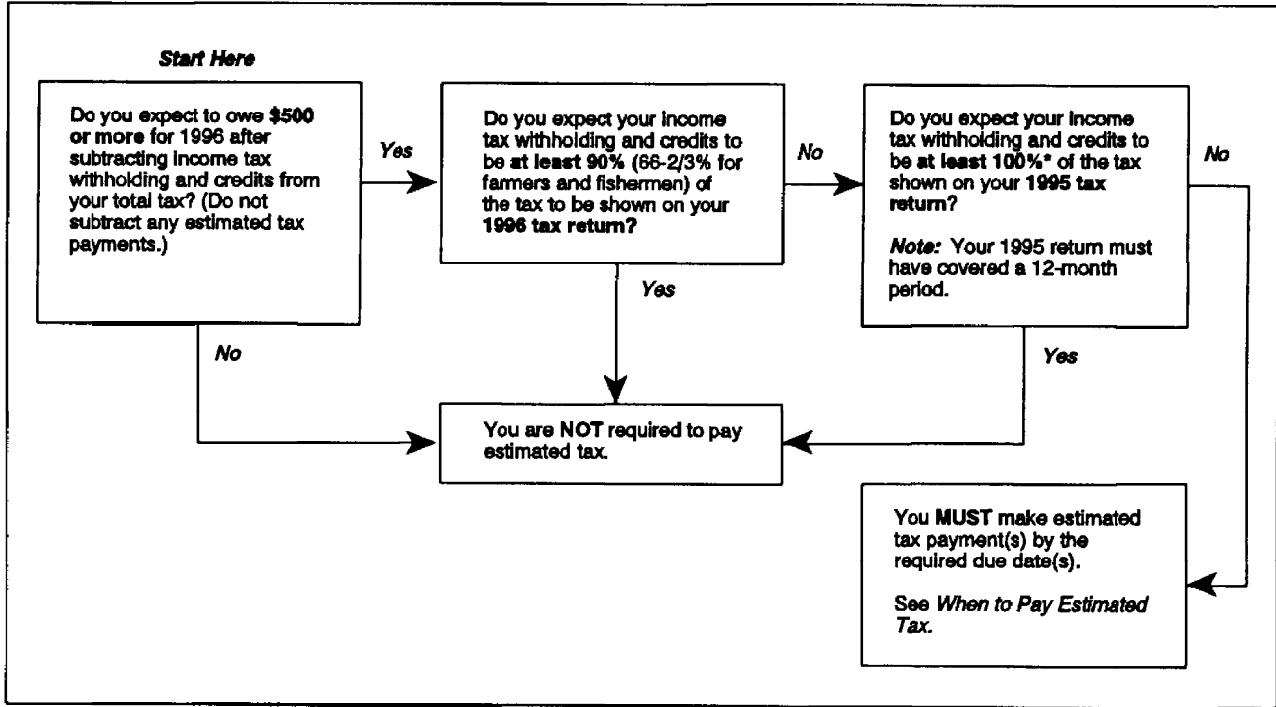 Start Here
Do you expect to owe $500
or more for 1996 after
subtracting income tax
withholding and credits from
your total tax? (Do not
subtract any estimated tax
payments.)
Yes
Do you expect your income
tax withholding and credits to
be at least 90% (66-2/3% for
farmers and fishermen) of
the tax to be shown on your
1996 tax return?
No
Do you expect your income
tax withholding and credits to
be at least 100%* of the tax
shown on your 1995 tax
return?
Note: Your 1995 return must
have covered a 12-month
period.
No
No
Yes
Yes
You are NOT required to pay
estimated tax.
You MUST make estimated
tax payment(s) by the
required due date(s).
See When to Pay Estimated
Tax.